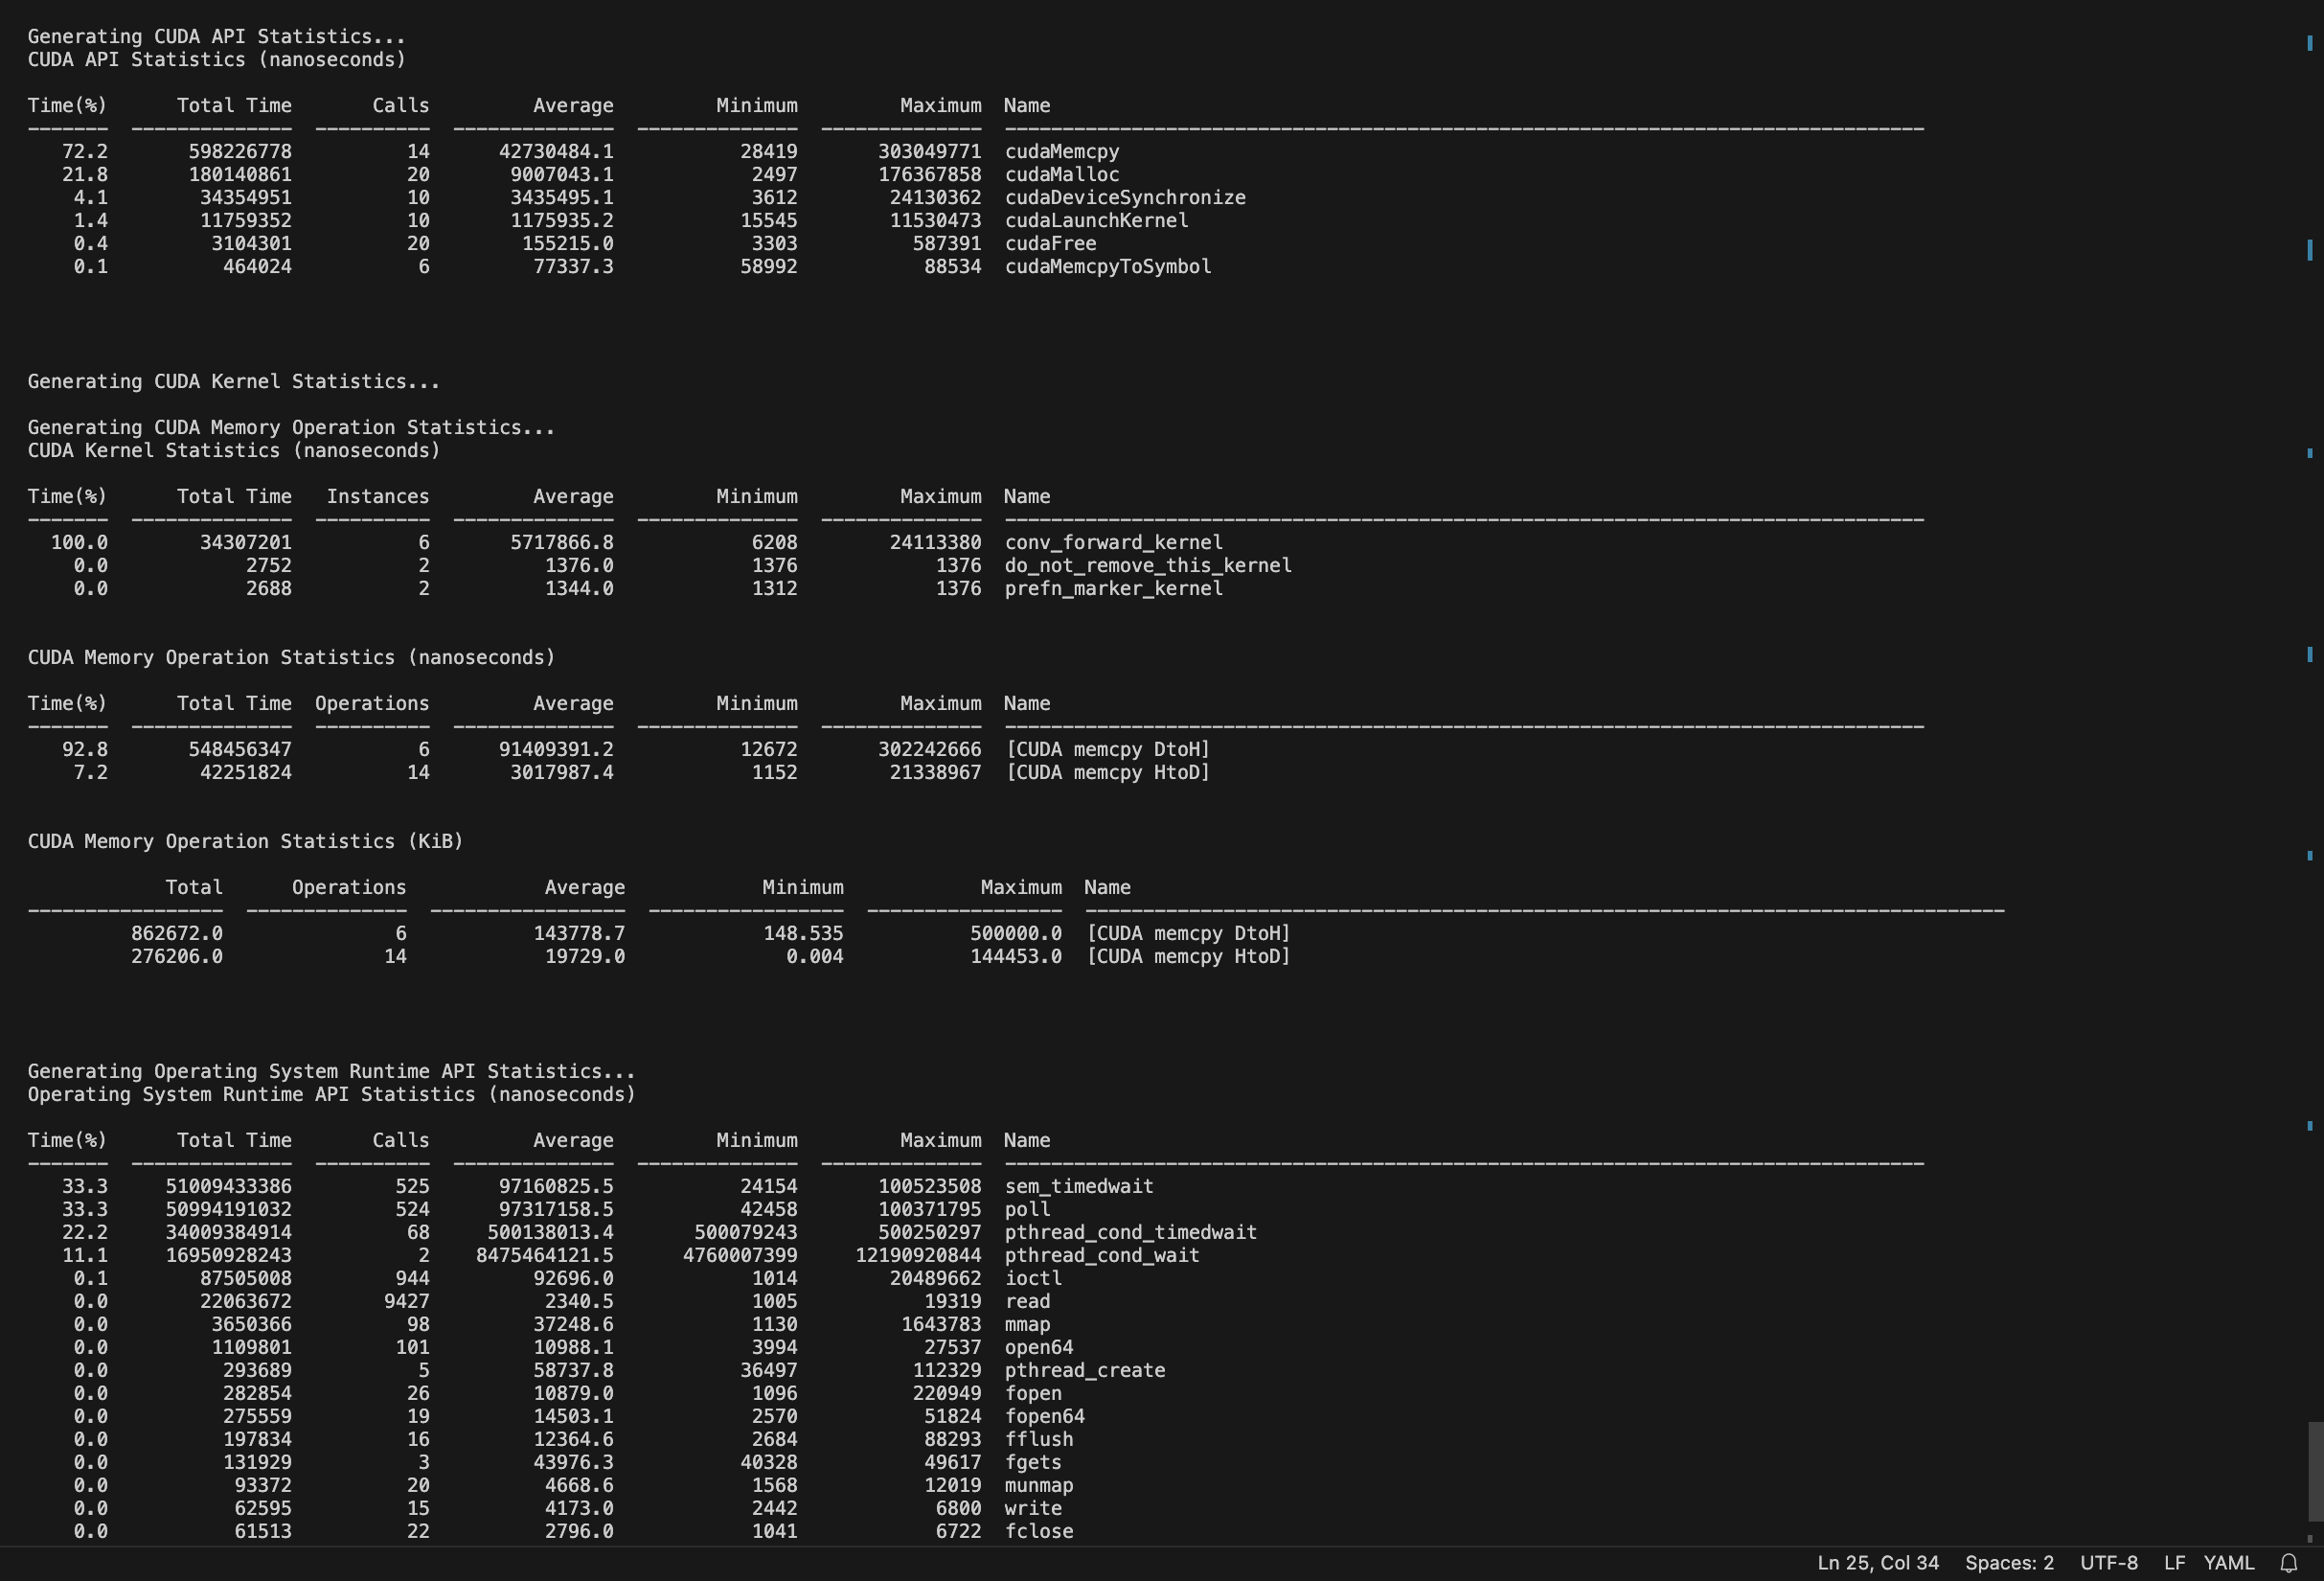 Generating CUDA API Statistics...
CUDA API Statistics (nanoseconds)
Time(%) Total Time Calls Average Minimum Maximum Name
------- -------------- ---------- -------------- -------------- -------------- --------------------------------------------------------------------------------
72.2 598226778 14 42730484.1 28419 303049771 cudaMemcpy
21.8 180140861 20 9007043.1 2497 176367858 cudaMalloc
4.1 34354951 10 3435495.1 3612 24130362 cudaDeviceSynchronize
1.4 11759352 10 1175935.2 15545 11530473 cudaLaunchKernel
0.4 3104301 20 155215.0 3303 587391 cudaFree
0.1 464024 6 77337.3 58992 88534 cudaMemcpyToSymbol
Generating CUDA Kernel Statistics...
Generating CUDA Memory Operation Statistics...
CUDA Kernel Statistics (nanoseconds)
Time(%) Total Time Instances Average Minimum Maximum Name
------- -------------- ---------- -------------- -------------- -------------- --------------------------------------------------------------------------------
100.0 34307201 6 5717866.8 6208 24113380 conv_forward_kernel
0.0 2752 2 1376.0 1376 1376 do_not_remove_this_kernel
0.0 2688 2 1344.0 1312 1376 prefn_marker_kernel
CUDA Memory Operation Statistics (nanoseconds)
Time(%) Total Time Operations Average Minimum Maximum Name
------- -------------- ---------- -------------- -------------- -------------- --------------------------------------------------------------------------------
92.8 548456347 6 91409391.2 12672 302242666 [CUDA memcpy DtoH]
7.2 42251824 14 3017987.4 1152 21338967 [CUDA memcpy HtoD]
CUDA Memory Operation Statistics (KiB)
Total Operations Average Minimum Maximum Name
----------------- -------------- ----------------- ----------------- ----------------- --------------------------------------------------------------------------------
862672.0 6 143778.7 148.535 500000.0 [CUDA memcpy DtoH]
276206.0 14 19729.0 0.004 144453.0 [CUDA memcpy HtoD]
Generating Operating System Runtime API Statistics...
Operating System Runtime API Statistics (nanoseconds)
Time(%) Total Time Calls Average Minimum Maximum Name
------- -------------- ---------- -------------- -------------- -------------- --------------------------------------------------------------------------------
33.3 51009433386 525 97160825.5 24154 100523508 sem_timedwait
33.3 50994191032 524 97317158.5 42458 100371795 poll
22.2 34009384914 68 500138013.4 500079243 500250297 pthread_cond_timedwait
11.1 16950928243 2 8475464121.5 4760007399 12190920844 pthread_cond_wait
0.1 87505008 944 92696.0 1014 20489662 ioctl
0.0 22063672 9427 2340.5 1005 19319 read
0.0 3650366 98 37248.6 1130 1643783 mmap
0.0 1109801 101 10988.1 3994 27537 open64
0.0 293689 5 58737.8 36497 112329 pthread_create
0.0 282854 26 10879.0 1096 220949 fopen
0.0 275559 19 14503.1 2570 51824 fopen64
0.0 197834 16 12364.6 2684 88293 fflush
0.0 131929 3 43976.3 40328 49617 fgets
0.0 93372 20 4668.6 1568 12019 munmap
0.0 62595 15 4173.0 2442 6800 write
0.0 61513 22 2796.0 1041 6722 fclose
Ln 25, Col 34 Spaces: 2 UTF-8 LF YAML